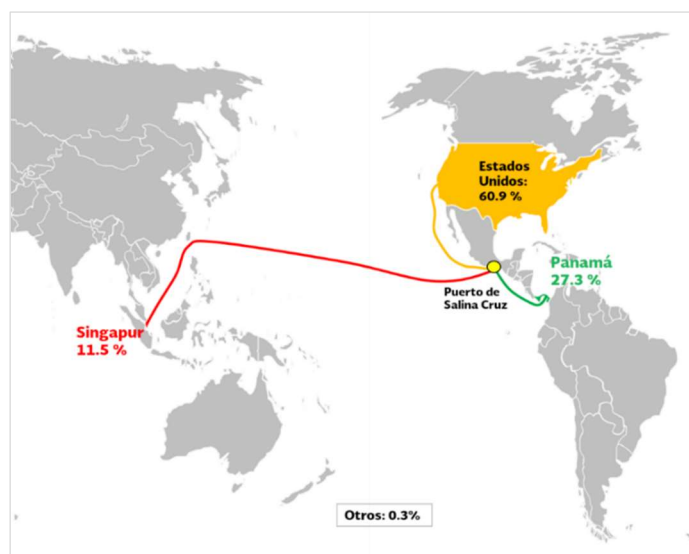 Estados
Unidos:
60.9 %
Panamá
27.3 %
Puerto de
Salina Cruz
Singapur
11.5 %
Otros: 0.3%